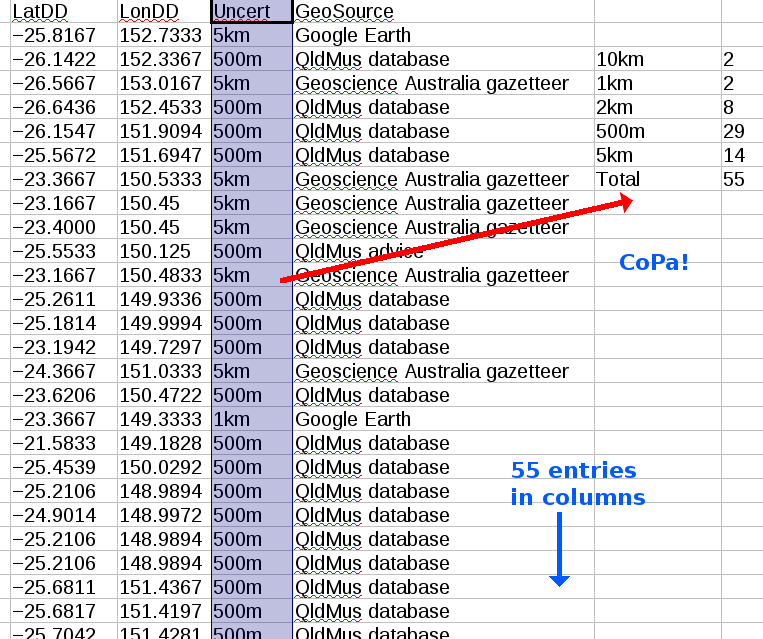 LatDD LonDD Uncert GeoSource
−25.8167 152.7333 5km Google Earth
−26.1422 152.3367 500m QldMus database 10km 2
−26.5667 153.0167 5km Geoscience Australia gazetteer 1km 2
−26.6436 152.4533 500m QldMus database 2km 8
−26.1547 151.9094 500m QldMus database 500m 29
−25.5672 151.6947 500m QldMus database 5km 14
−23.3667 150.5333 5km Geoscience Australia gazetteer Total 55
−23.1667 150.45 5km Geoscience Australia gazetteer
−23.4000 150.45 5km Geoscience Australia gazetteer
−25.5533 150.125 500m QldMus advice
CoPa!
−23.1667 150.4833 5km Geoscience Australia gazetteer
−25.2611 149.9336 500m QldMus database
−25.1814 149.9994 500m QldMus database
−23.1942 149.7297 500m QldMus database
−24.3667 151.0333 5km Geoscience Australia gazetteer
−23.6206 150.4722 500m QldMus database
−23.3667 149.3333 1km Google Earth
−21.5833 149.1828 500m QldMus database
−25.4539 150.0292 500m QldMus database
55 entries
in columns
−25.2106 148.9894 500m QldMus database
−24.9014 148.9972 500m QldMus database
−25.2106 148.9894 500m QldMus database
−25.2106 148.9894 500m QldMus database
−25.6811 151.4367 500m QldMus database
−25.6817 151.4197 500m QldMus database
−25.7042 151.4281 500m QldMus database